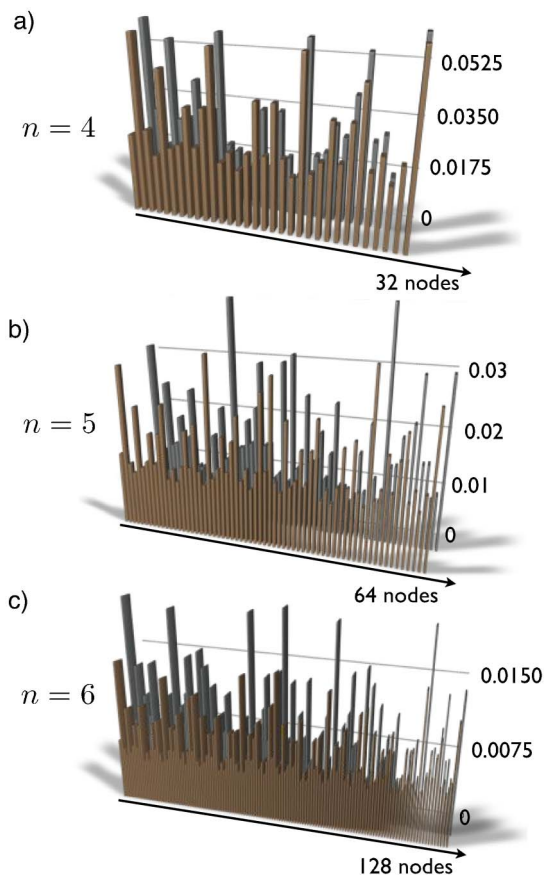 a)
n = 4
0.0525
0.0350
0.0175
0
32 nodes
b)
n = 5
0.03
0.02
0.01
0
64 nodes
c)
n = 6
0.0150
0.0075
0
128 nodes